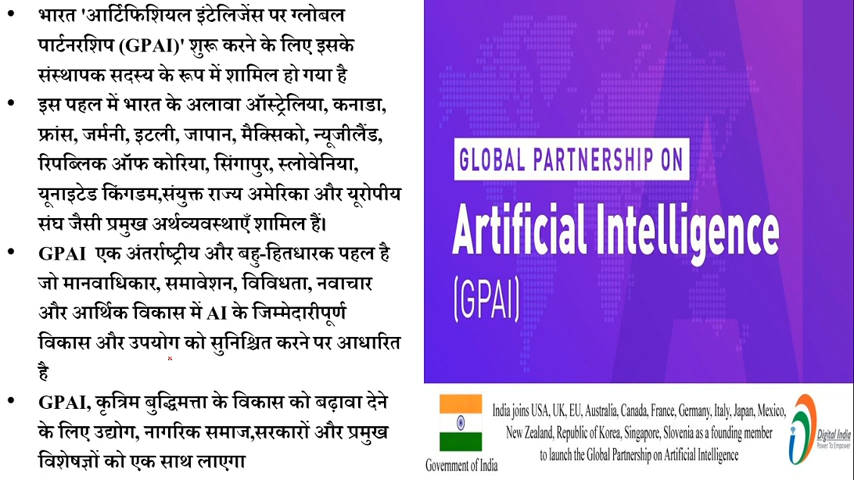 • भारत 'आर्टिफिशियल इंटेलिजेंस पर ग्लोबल
पार्टनरशिप (GPAI)' शुरू करने के लिए इसके
संस्थापक सदस्य के रूप में शामिल हो गया है
• इस पहल में भारत के अलावा ऑस्ट्रेलिया, कनाडा,
फ्रांस, जर्मनी, इटली, जापान, मैक्सिको, न्यूजीलैंड,
रिपब्लिक ऑफ कोरिया, सिंगापुर, स्लोवेनिया,
यूनाइटेड किंगडम,संयुक्त राज्य अमेरिका और यूरोपीय
संघ जैसी प्रमुख अर्थव्यवस्थाएँ शामिल हैं।
• GPAI एक अंतर्राष्ट्रीय और बहु-हितधारक पहल है
जो मानवाधिकार, समावेशन, विविधता, नवाचार
और आर्थिक विकास में AI के जिम्मेदारीपूर्ण
विकास और उपयोग को सुनिश्चित करने पर आधारित
है
• GPAI, कृत्रिम बुद्धिमत्ता के विकास को बढ़ावा देने
के लिए उद्योग, नागरिक समाज,सरकारों और प्रमुख
विशेषज्ञों को एक साथ लाएगा
GLOBAL PARTNERSHIP ON
Artificial Intelligence
(GPAI)
Government of India
India joins USA, UK, EU, Australia, Canada, France, Germany, Italy, Japan, Mexico,
New Zealand, Republic of Korea, Singapore, Slovenia as a founding member
to launch the Global Partnership on Artificial Intelligence
Digital India
Power To Empower